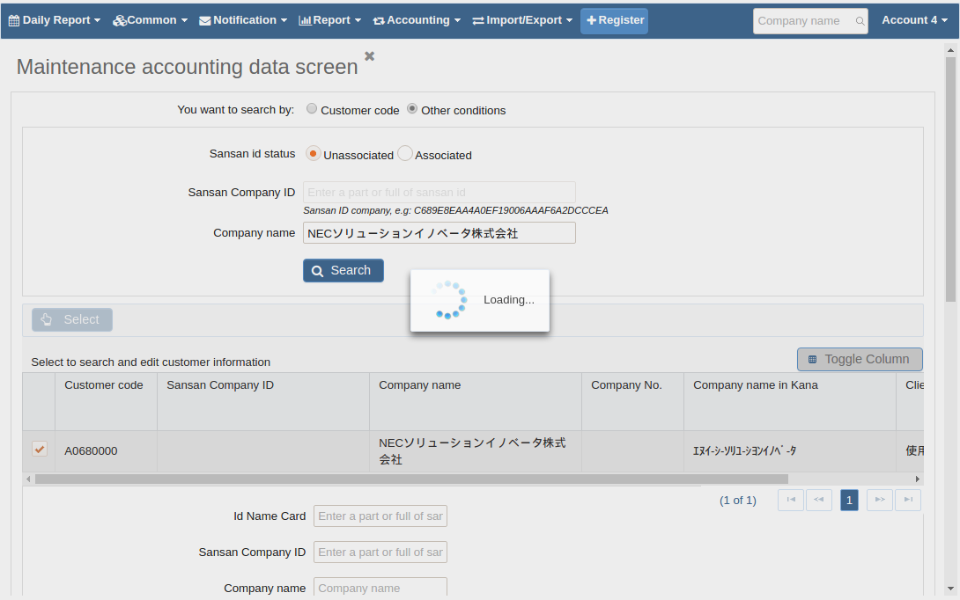 Daily Report Common Notification Report Accounting Import/Export Register Company name Account 4
Maintenance accounting data screen
You want to search by: Customer code Other conditions
Sansan id status Unassociated Associated
Sansan Company ID Enter a part or full of sansan id
Sansan ID company, e.g: C689E8EAA4A0EF19006AAAF6A2DCCCEA
Company name NECソリューションイノベータ株式会社
Search
Loading...
Select
Select to search and edit customer information Toggle Column
Customer code Sansan Company ID Company name Company No. Company name in Kana Clie
A0680000 NECソリューションイノベータ株式 ｴﾇｲｰｼｰｿﾘﾕｰｼﾖﾝｲﾉﾍﾞｰﾀ 使用
会社
(1 of 1) 1
Id Name Card Enter a part or full of sar
Sansan Company ID Enter a part or full of sar
Company name Company name